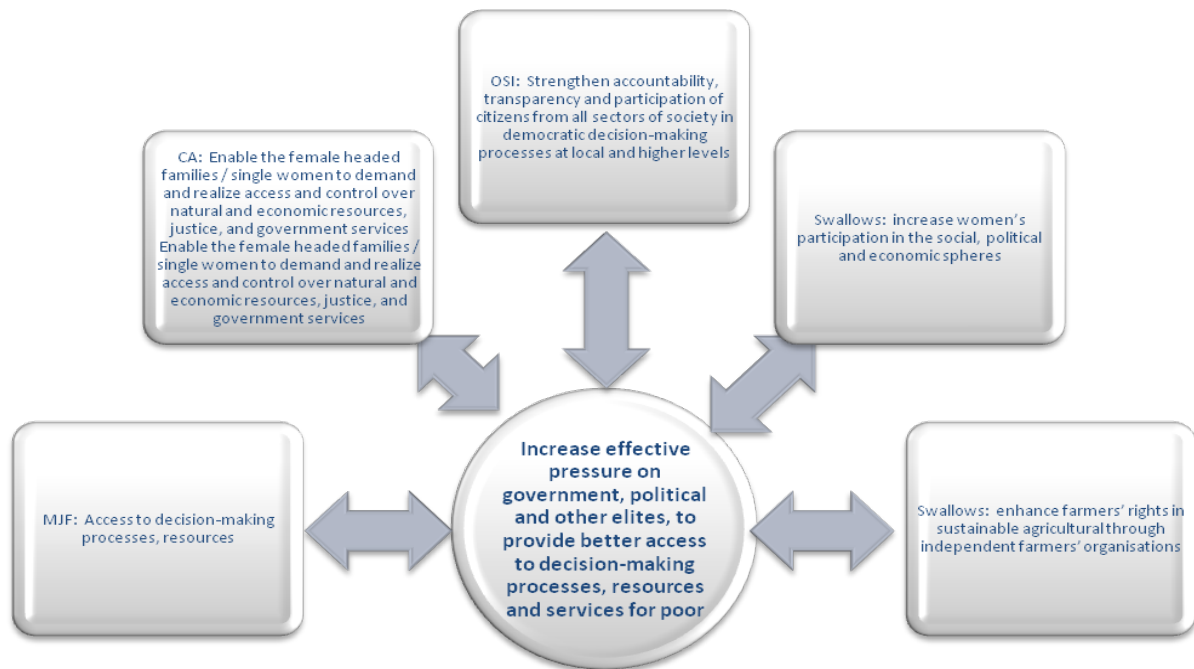 OSI: Strengthen accountability,
transparency and participation of
citizens from all sectors of society in
democratic decision-making
processes at local and higher levels
CA: Enable the female headed
families / single women to demand
and realize access and control over
natural and economic resources,
justice, and government services
Enable the female headed families /
single women to demand and realize
access and control over natural and
economic resources, justice, and
government services
Swallows: increase women's
participation in the social, political
and economic spheres
MJF: Access to decision-making
processes, resources
Increase effective
pressure on
government, political
and other elites, to
provide better access
to decision-making
processes, resources
and services for poor
Swallows: enhance farmers' rights in
sustainable agricultural through
independent farmers' organisations